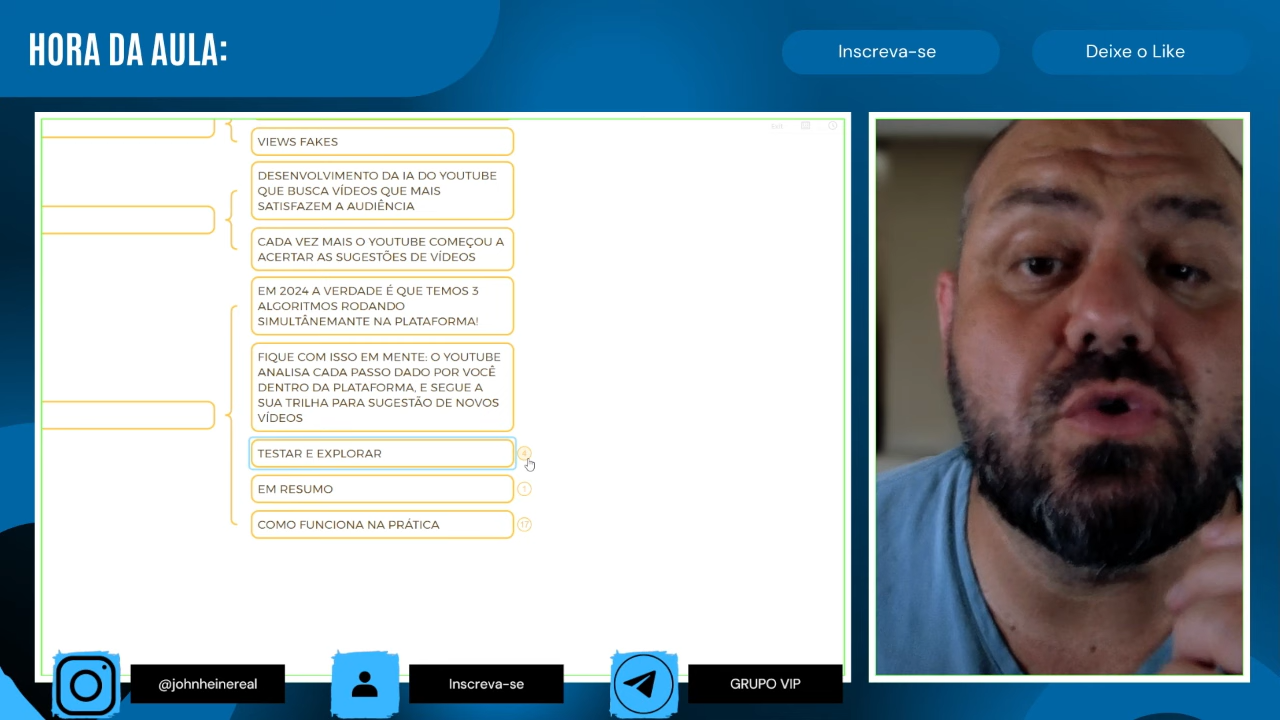 HORA DA AULA:
Inscreva-se
Deixe o Like
VIEWS FAKES
DESENVOLVIMENTO DA IA DO YOUTUBE
QUE BUSCA VÍDEOS QUE MAIS
SATISFAZEM A AUDIÊNCIA
CADA VEZ MAIS O YOUTUBE COMEÇOU A
ACERTAR AS SUGESTÕES DE VÍDEOS
EM 2024 A VERDADE É QUE TEMOS 3
ALGORITMOS RODANDO
SIMULTÂNEMANTE NA PLATAFORMA!
FIQUE COM ISSO EM MENTE: O YOUTUBE
ANALISA CADA PASSO DADO POR VOCÊ
DENTRO DA PLATAFORMA, E SEGUE A
SUA TRILHA PARA SUGESTÃO DE NOVOS
VÍDEOS
TESTAR E EXPLORAR 4
EM RESUMO 1
COMO FUNCIONA NA PRÁTICA 17
@johnheinereal
Inscreva-se
GRUPO VIP